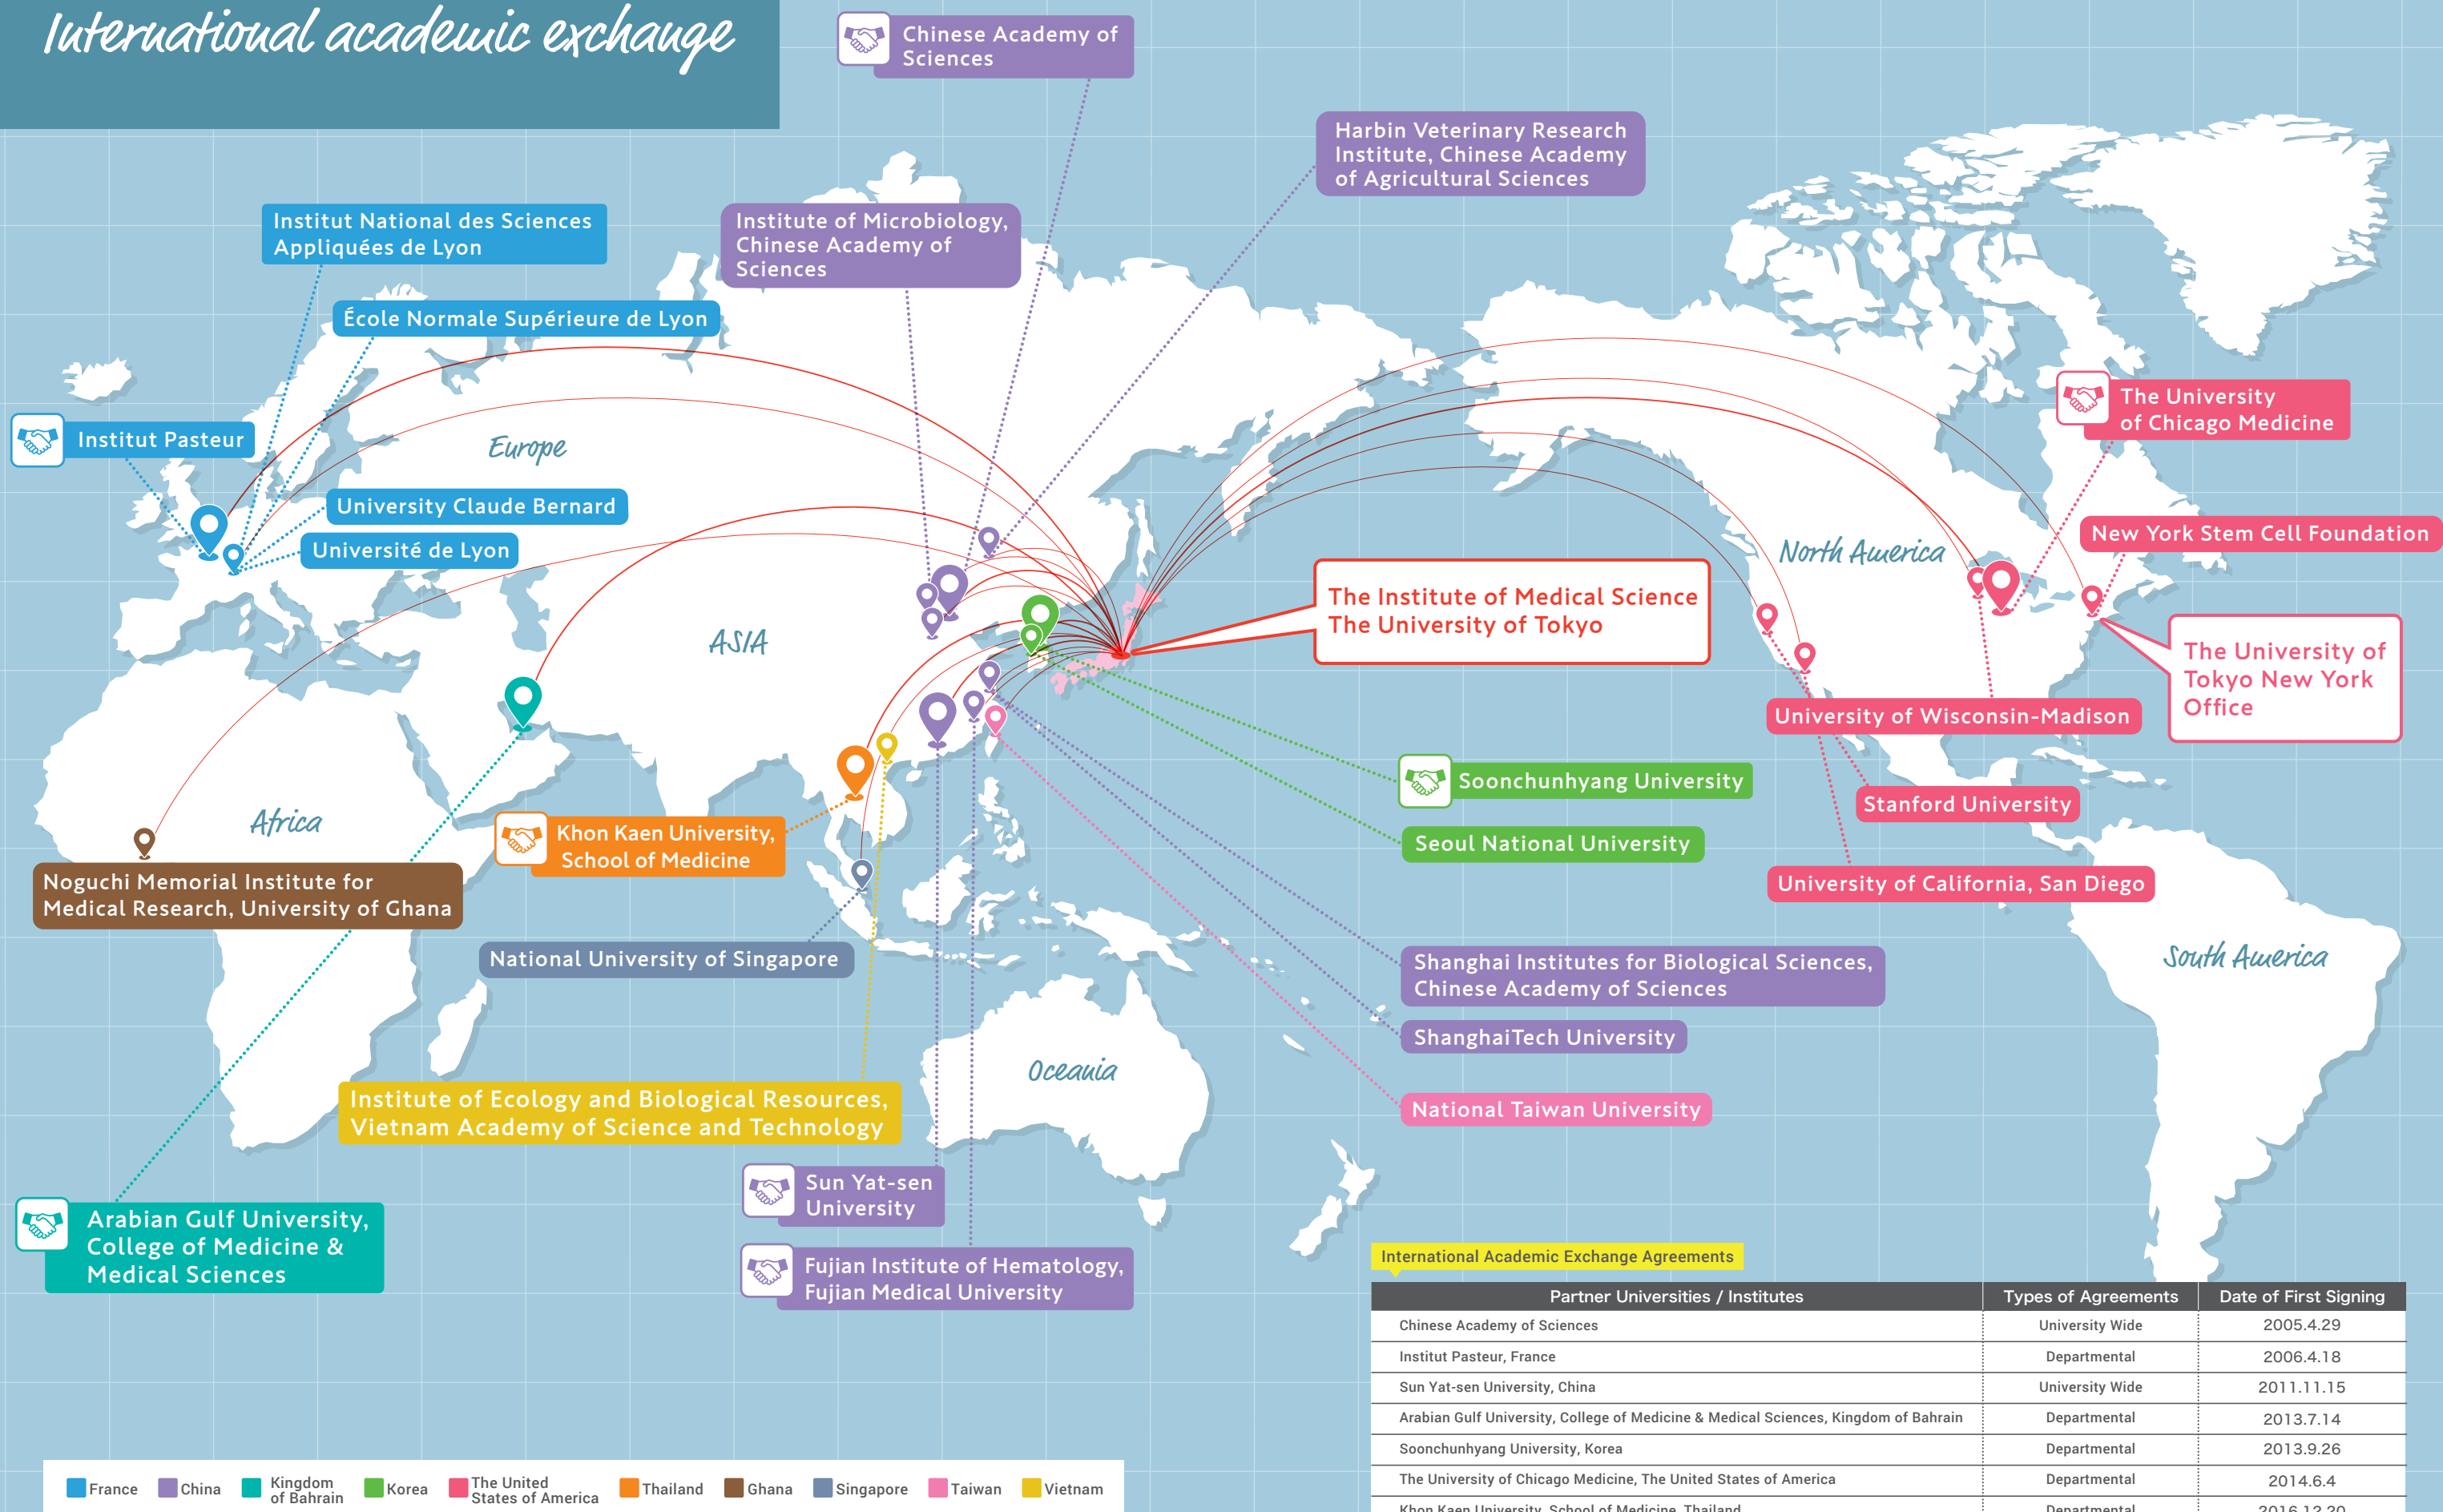 International academic exchange
Chinese Academy of
Sciences
Harbin Veterinary Research
Institute, Chinese Academy
of Agricultural Sciences
Institut National des Sciences
Appliquées de Lyon
Institute of Microbiology,
Chinese Academy of
Sciences
École Normale Supérieure de Lyon
The University
of Chicago Medicine
Institut Pasteur
Europe
University Claude Bernard
New York Stem Cell Foundation
Université de Lyon
North America
The Institute of Medical Science
The University of Tokyo
ASIA
The University of
Tokyo New York
Office
University of Wisconsin-Madison
Soonchunhyang University
Stanford University
Africa
Khon Kaen University,
School of Medicine
Seoul National University
University of California, San Diego
Noguchi Memorial Institute for
Medical Research, University of Ghana
National University of Singapore
South America
Shanghai Institutes for Biological Sciences,
Chinese Academy of Sciences
ShanghaiTech University
Oceania
Institute of Ecology and Biological Resources,
Vietnam Academy of Science and Technology
National Taiwan University
Sun Yat-sen
University
Arabian Gulf University,
College of Medicine &
Medical Sciences
Fujian Institute of Hematology,
Fujian Medical University
International Academic Exchange Agreements
Partner Universities / Institutes Types of Agreements Date of First Signing
Chinese Academy of Sciences University Wide 2005.4.29
Institut Pasteur, France Departmental 2006.4.18
Sun Yat-sen University, China University Wide 2011.11.15
Arabian Gulf University, College of Medicine & Medical Sciences, Kingdom of Bahrain Departmental 2013.7.14
Soonchunhyang University, Korea Departmental 2013.9.26
The University of Chicago Medicine, The United States of America Departmental 2014.6.4
Khon Kaen University, School of Medicine, Thailand Departmental 2016.12.20
France China Kingdom of Bahrain Korea The United States of America Thailand Ghana Singapore Taiwan Vietnam